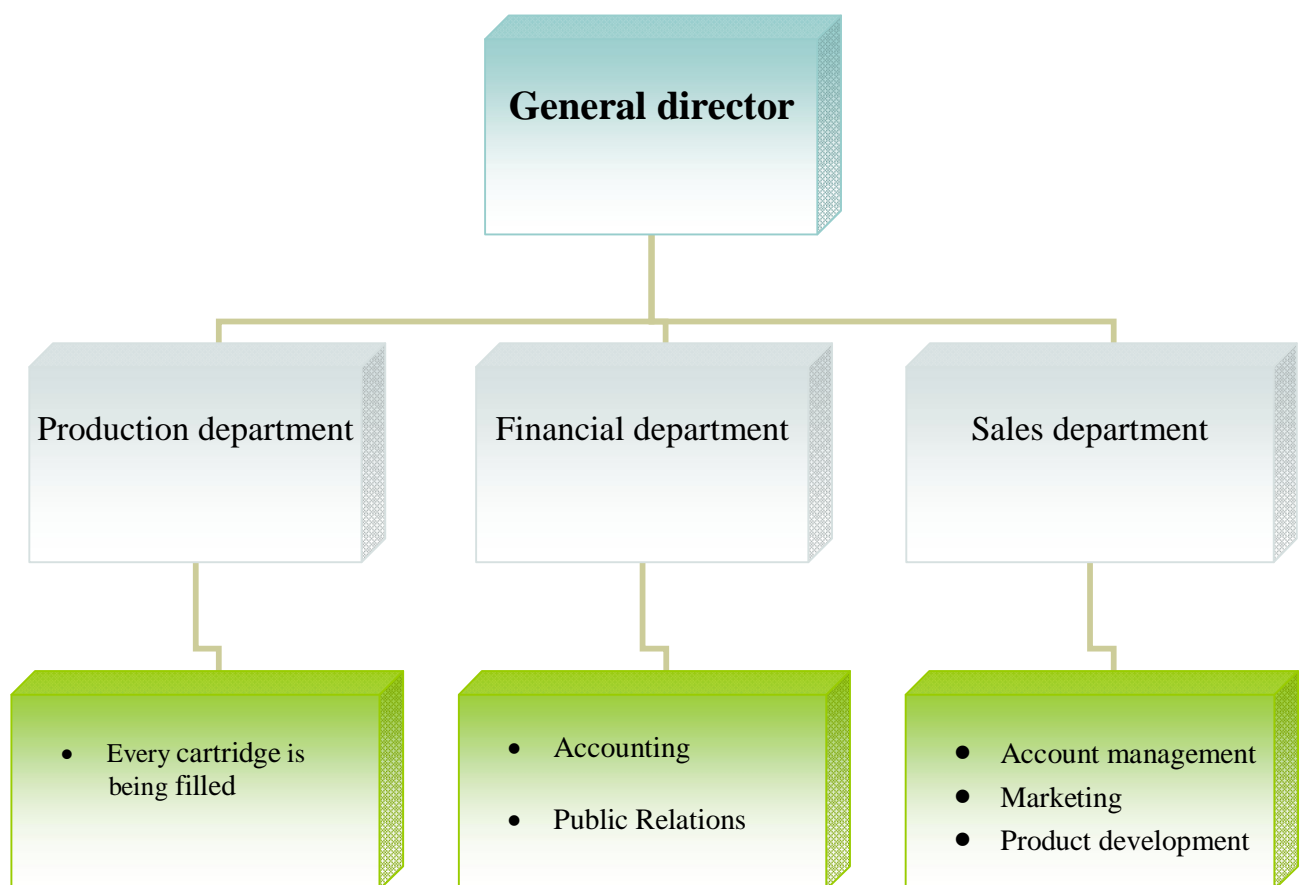 General director
Production department
Financial department
Sales department
• Every cartridge is
being filled
• Accounting
• Public Relations
• Account management
• Marketing
• Product development